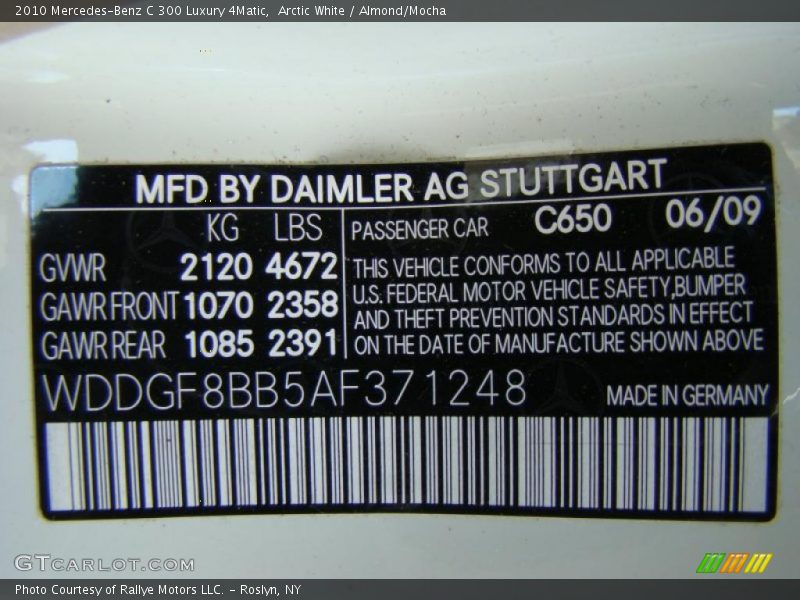 2010 Mercedes-Benz C 300 Luxury 4Matic, Arctic White / Almond/Mocha
MFD BY DAIMLER AG STUTTGART
KG LBS
GVWR 2120 4672
GAWR FRONT 1070 2358
GAWR REAR 1085 2391
PASSENGER CAR C650 06/09
THIS VEHICLE CONFORMS TO ALL APPLICABLE
U.S. FEDERAL MOTOR VEHICLE SAFETY,BUMPER
AND THEFT PREVENTION STANDARDS IN EFFECT
ON THE DATE OF MANUFACTURE SHOWN ABOVE
WDDGF8BB5AF371248 MADE IN GERMANY
GTCARLOT.COM
Photo Courtesy of Rallye Motors LLC. - Roslyn, NY